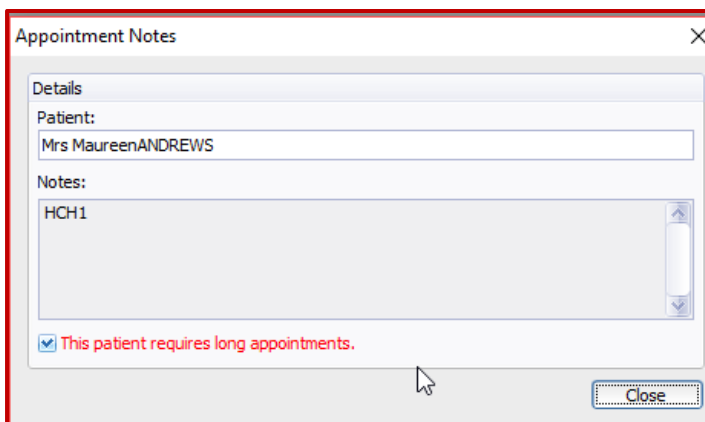 Appointment Notes
Details
Patient:
Mrs MaureenANDREWS
Notes:
HCH1
This patient requires long appointments.
Close